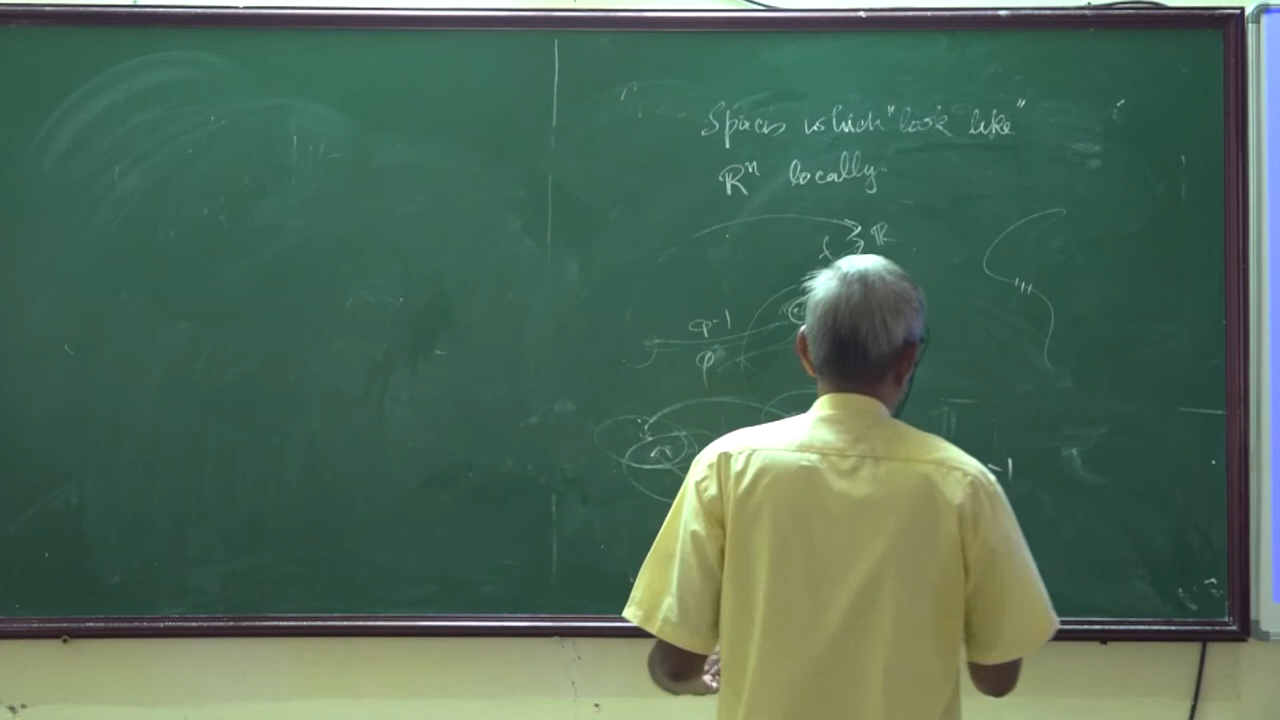 Spaces which "look like"
ℝⁿ locally.
ℝ
f
φ⁻¹
φ